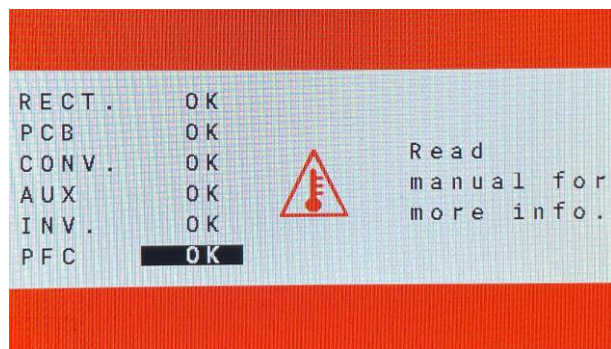 RECT. OK
PCB OK
CONV. OK
AUX OK
INV. OK
PFC OK
Read
manual for
more info.